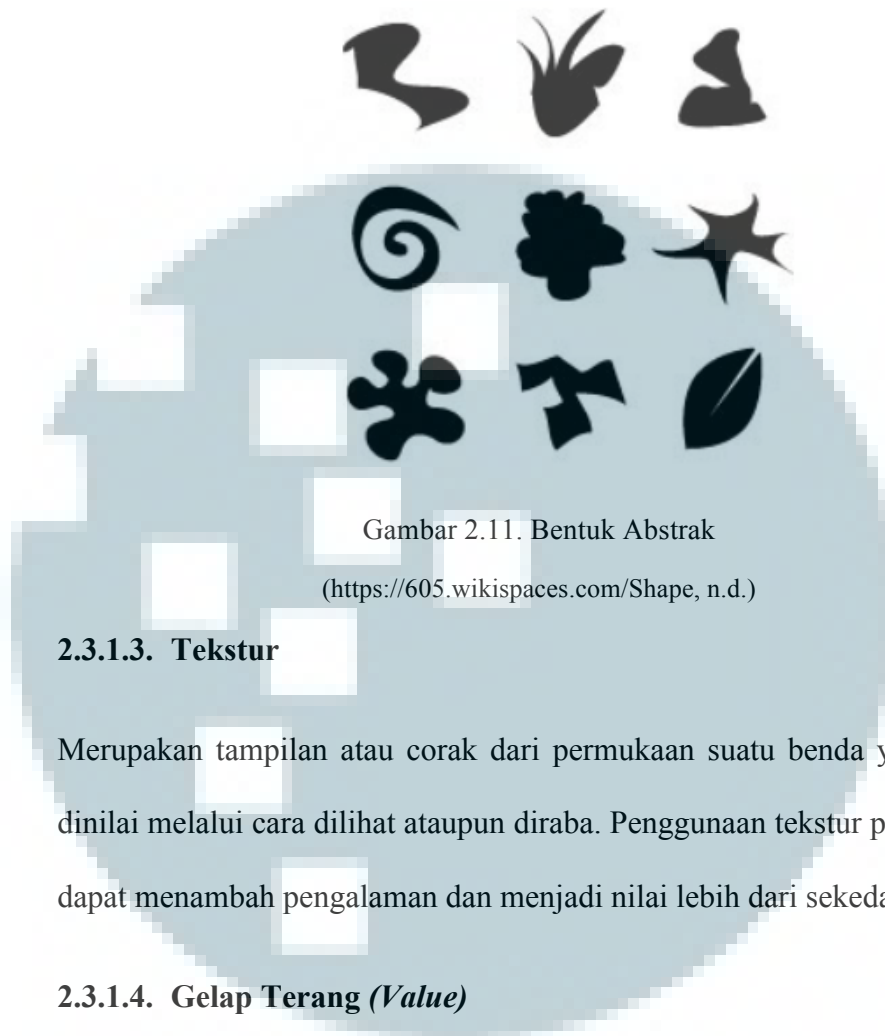 Gambar 2.11. Bentuk Abstrak
(https://605.wikispaces.com/Shape, n.d.)
2.3.1.3. Tekstur
Merupakan tampilan atau corak dari permukaan suatu benda
dinilai melalui cara dilihat ataupun diraba. Penggunaan tekstur
dapat menambah pengalaman dan menjadi nilai lebih dari
2.3.1.4. Gelap Terang (Value)